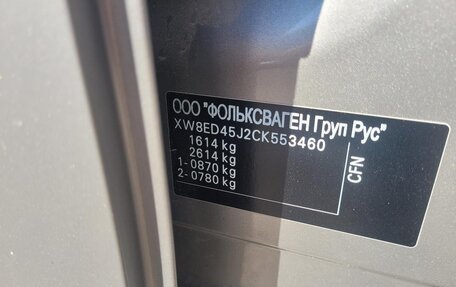 ООО "ФОЛЬКСВАГЕН Груп Рус"
XW8ED45J2CK553460
1614 kg
2614 kg
1- 0870 kg
2- 0780 kg
CFN